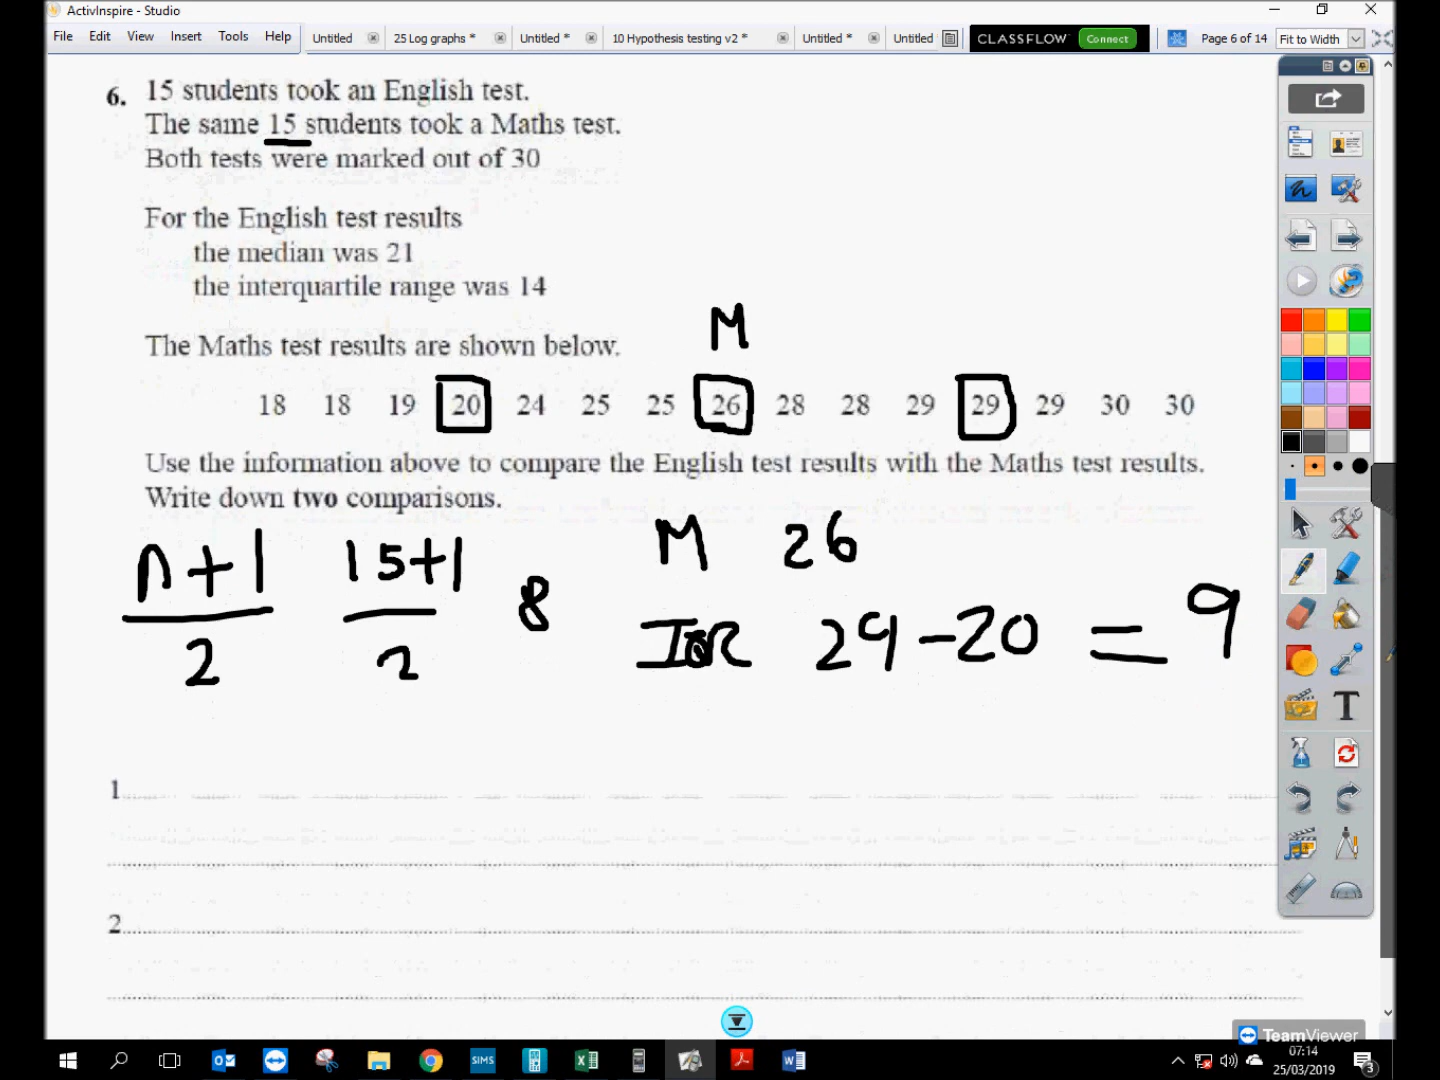 ActivInspire - Studio
File Edit View Insert Tools Help Untitled 25 Log graphs * Untitled * 10 Hypothesis testing v2 * Untitled * Untitled CLASSFLOW Connect Page 6 of 14 Fit to Width
6. 15 students took an English test.
The same 15 students took a Maths test.
Both tests were marked out of 30
For the English test results
the median was 21
the interquartile range was 14
M
The Maths test results are shown below.
18 18 19 20 24 25 25 26 28 28 29 29 29 30 30
Use the information above to compare the English test results with the Maths test results.
Write down two comparisons.
n+1 15+1 8 M 26
2 2 IQR 29-20 = 9
1
2
TeamViewer
SIMS
07:14
25/03/2019
3